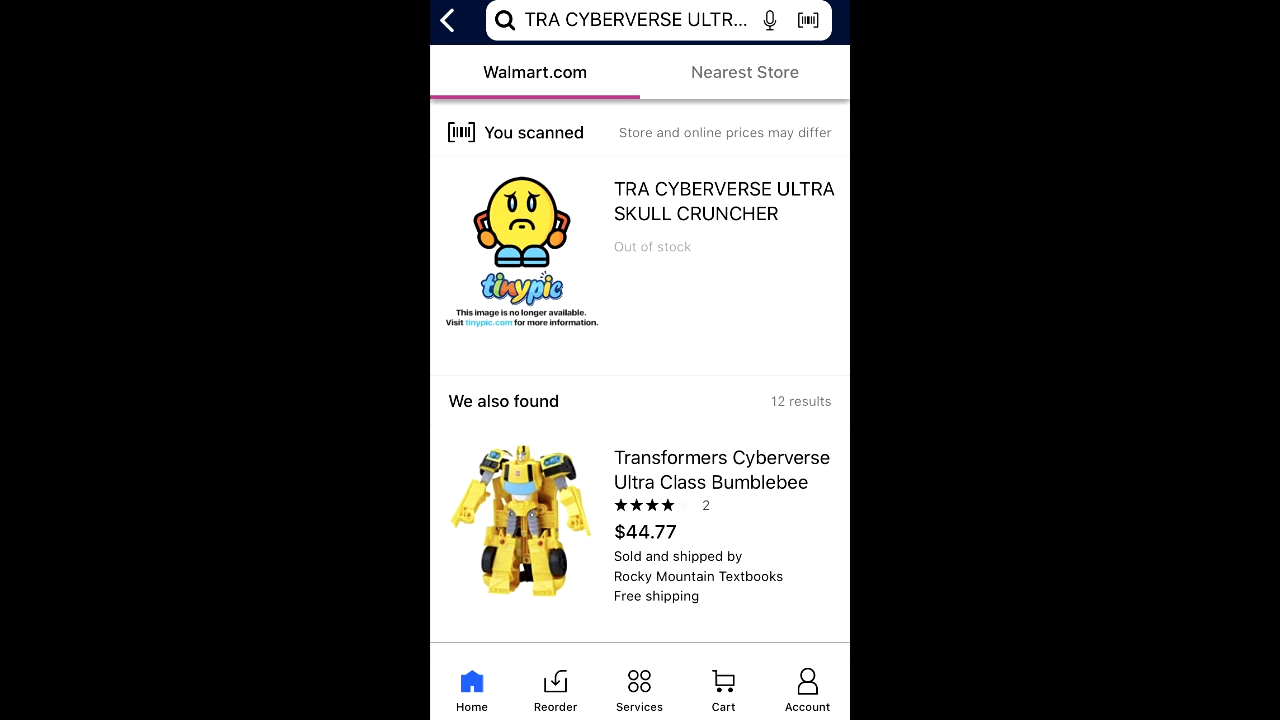 TRA CYBERVERSE ULTR...
Walmart.com
Nearest Store
You scanned
Store and online prices may differ
TRA CYBERVERSE ULTRA
SKULL CRUNCHER
Out of stock
tinypic
This image is no longer available.
Visit tinypic.com for more information.
We also found
12 results
Transformers Cyberverse
Ultra Class Bumblebee
2
$44.77
Sold and shipped by
Rocky Mountain Textbooks
Free shipping
Home
Reorder
Services
Cart
Account